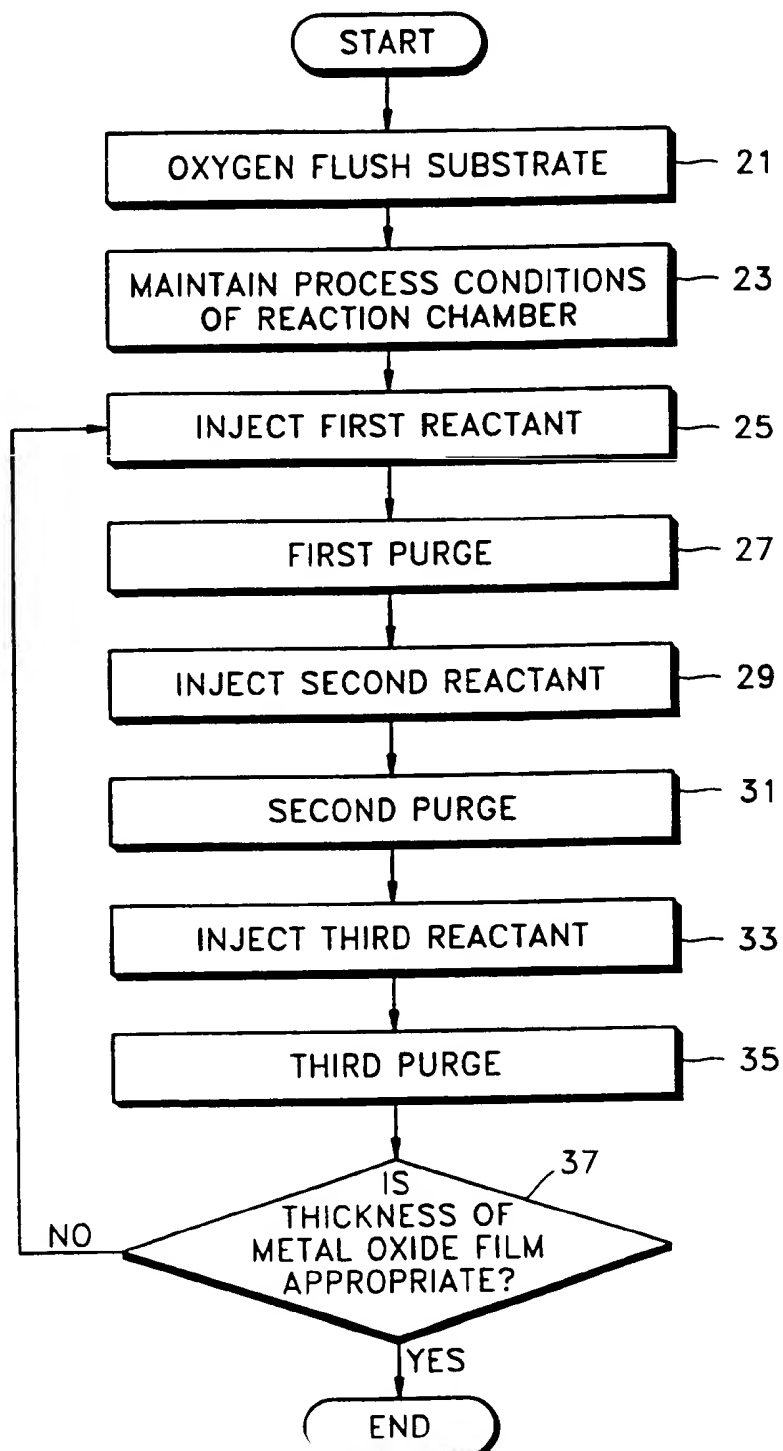 START
OXYGEN FLUSH SUBSTRATE
21
MAINTAIN PROCESS CONDITIONS
OF REACTION CHAMBER
23
INJECT FIRST REACTANT
25
FIRST PURGE
27
INJECT SECOND REACTANT
29
SECOND PURGE
31
INJECT THIRD REACTANT
33
THIRD PURGE
35
37
IS
THICKNESS OF
METAL OXIDE FILM
APPROPRIATE?
NO
YES
END